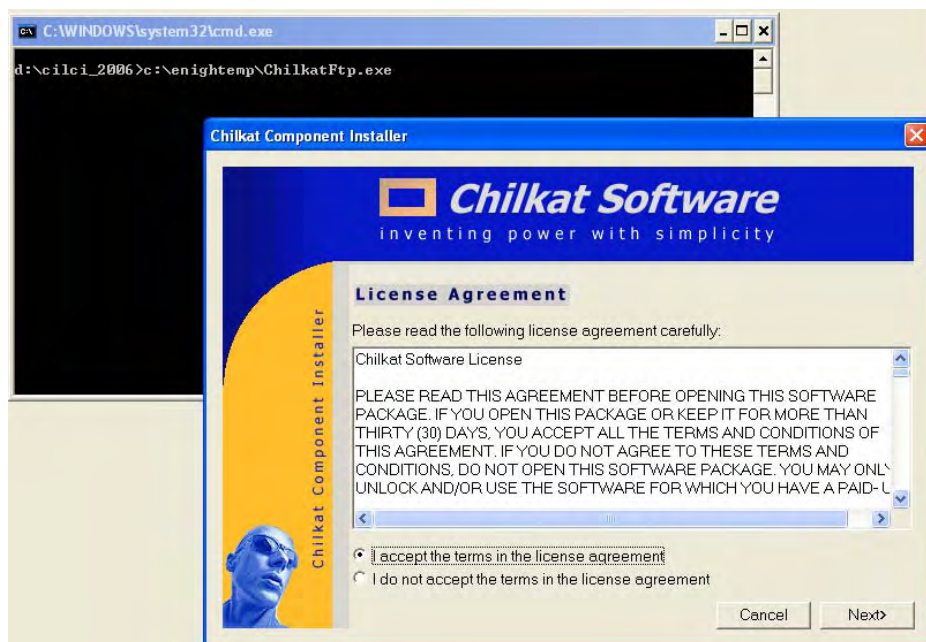 C:\WINDOWS\system32\cmd.exe
d:\cilci_2006>c:\enightemp\ChilkatFtp.exe
Chilkat Component Installer
Chilkat Software
inventing power with simplicity
Chilkat Component Installer
License Agreement
Please read the following license agreement carefully:
Chilkat Software License
PLEASE READ THIS AGREEMENT BEFORE OPENING THIS SOFTWARE
PACKAGE. IF YOU OPEN THIS PACKAGE OR KEEP IT FOR MORE THAN
THIRTY (30) DAYS, YOU ACCEPT ALL THE TERMS AND CONDITIONS OF
THIS AGREEMENT. IF YOU DO NOT AGREE TO THESE TERMS AND
CONDITIONS, DO NOT OPEN THIS SOFTWARE PACKAGE. YOU MAY ONLY
UNLOCK AND/OR USE THE SOFTWARE FOR WHICH YOU HAVE A PAID-
I accept the terms in the license agreement
I do not accept the terms in the license agreement
Cancel
Next>